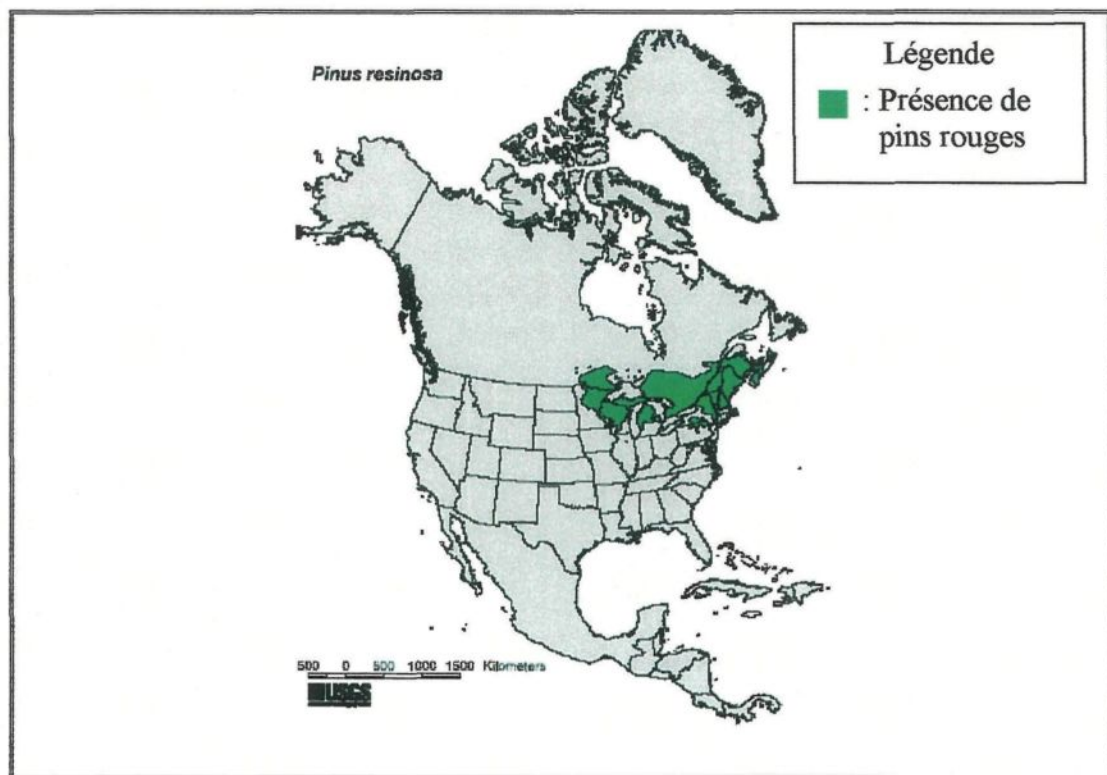 Pinus resinosa
Légende
: Présence de
pins rouges
500 0 500 1000 1500 Kilometers
USGS